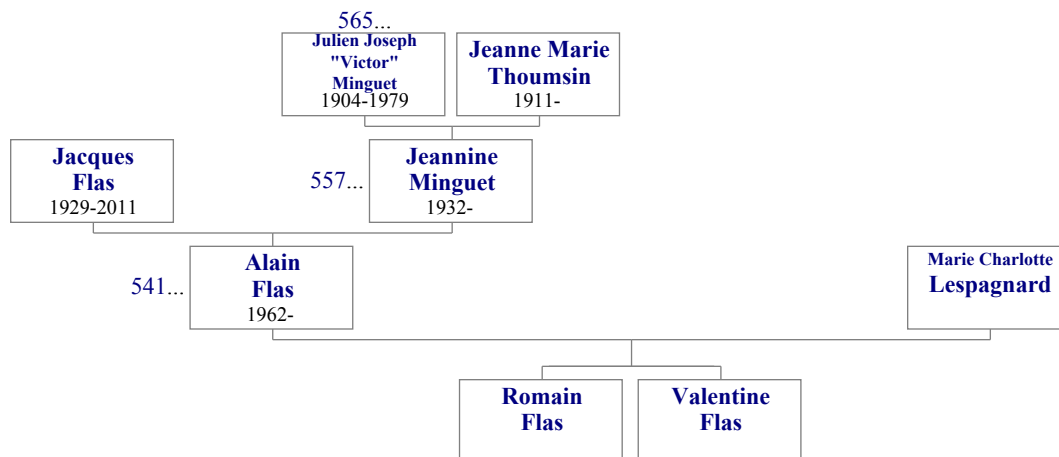 565...
Julien Joseph
"Victor"
Minguet
1904-1979
Jeanne Marie
Thoumsin
1911-
Jacques
Flas
1929-2011
557...
Jeannine
Minguet
1932-
541...
Alain
Flas
1962-
Marie Charlotte
Lespagnard
Romain
Flas
Valentine
Flas